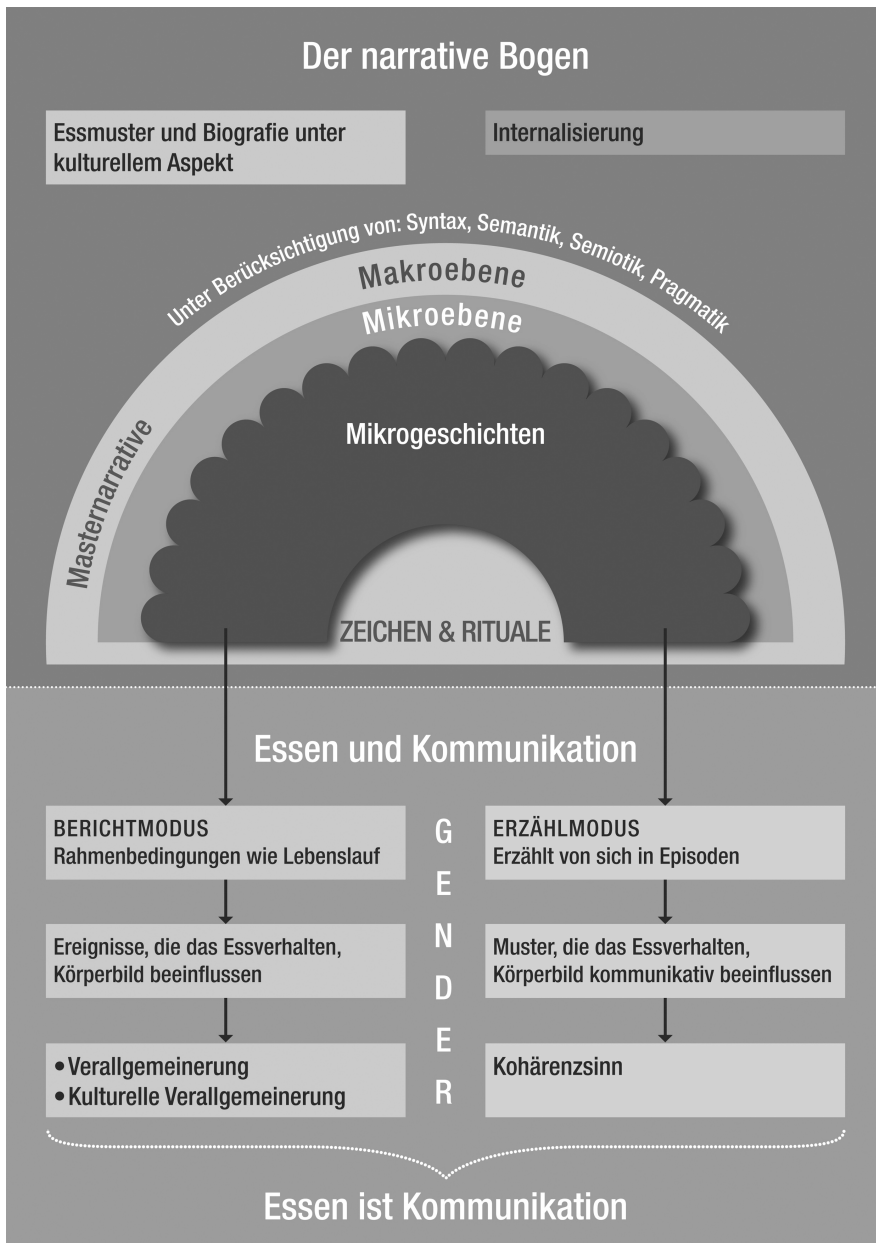 Der narrative Bogen
Essmuster und Biografie unter
kulturellem Aspekt
Internalisierung
Unter Berücksichtigung von: Syntax, Semantik, Semiotik, Pragmatik
Makroebene
Mikroebene
Masternarrative
Mikrogeschichten
ZEICHEN & RITUALE
Essen und Kommunikation
BERICHTMODUS
Rahmenbedingungen wie Lebenslauf
Ereignisse, die das Essverhalten,
Körperbild beeinflussen
• Verallgemeinerung
• Kulturelle Verallgemeinerung
G
E
N
D
E
R
ERZÄHLMODUS
Erzählt von sich in Episoden
Muster, die das Essverhalten,
Körperbild kommunikativ beeinflussen
Kohärenzsinn
Essen ist Kommunikation